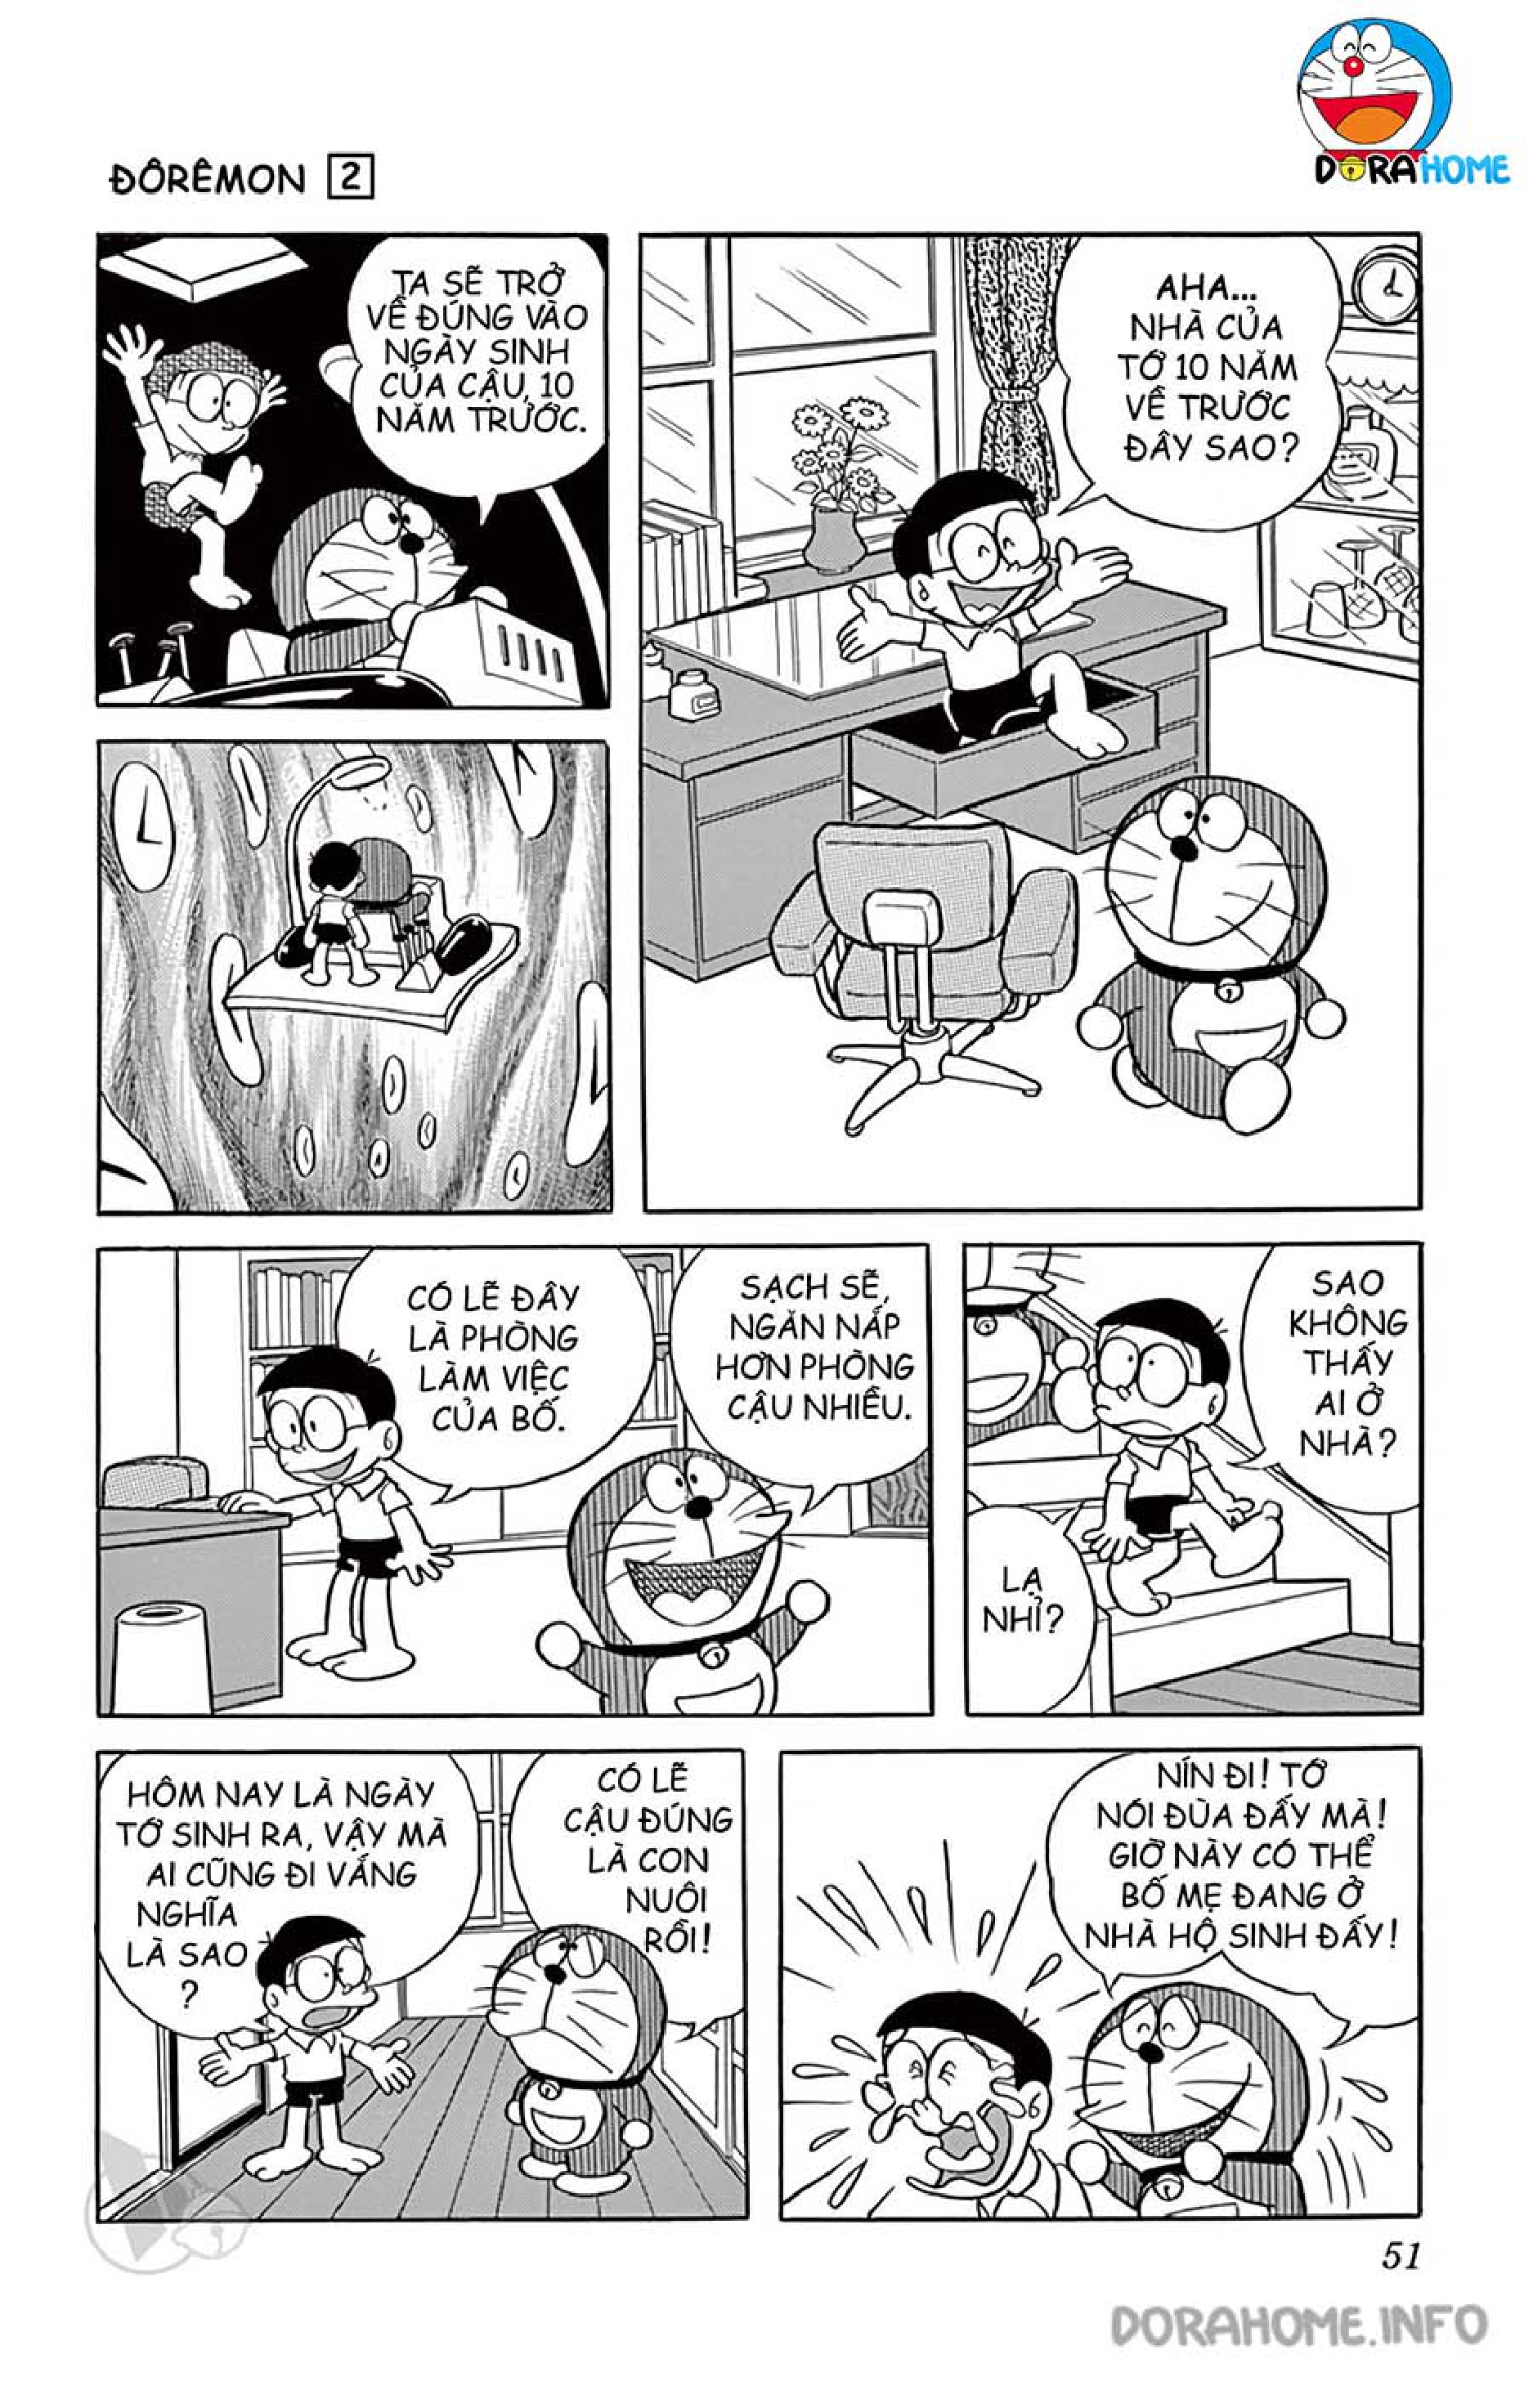 DORAHOME
ĐÔRÊMON 2
TA SẼ TRỞ
VỀ ĐÚNG VÀO
NGÀY SINH
CỦA CẬU, 10
NĂM TRƯỚC.
AHA...
NHÀ CỦA
TỚ 10 NĂM
VỀ TRƯỚC
ĐÂY SAO?
CÓ LẼ ĐÂY
LÀ PHÒNG
LÀM VIỆC
CỦA BỐ.
SẠCH SẼ,
NGĂN NẮP
HƠN PHÒNG
CẬU NHIỀU.
SAO
KHÔNG
THẤY
AI Ở
NHÀ?
LẠ
NHỈ?
HÔM NAY LÀ NGÀY
TỚ SINH RA, VẬY MÀ
AI CŨNG ĐI VẮNG
NGHĨA
LÀ SAO
?
CÓ LẼ
CẬU ĐÚNG
LÀ CON
NUÔI
RỒI!
NÍN ĐI! TỚ
NÓI ĐÙA ĐẤY MÀ!
GIỜ NÀY CÓ THỂ
BỐ MẸ ĐANG Ở
NHÀ HỘ SINH ĐẤY!
51
DORAHOME.INFO